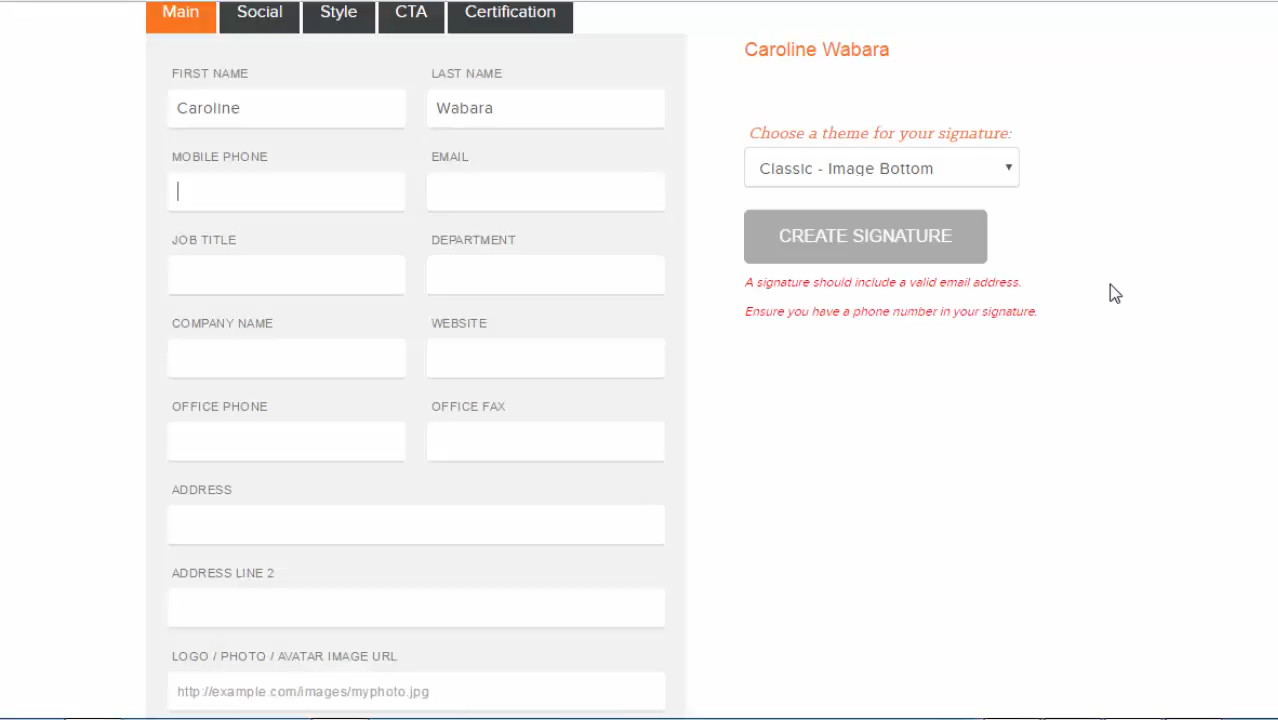 Main Social Style CTA Certification
FIRST NAME LAST NAME
Caroline Wabara
MOBILE PHONE EMAIL
JOB TITLE DEPARTMENT
COMPANY NAME WEBSITE
OFFICE PHONE OFFICE FAX
ADDRESS
ADDRESS LINE 2
LOGO / PHOTO / AVATAR IMAGE URL
http://example.com/images/myphoto.jpg
Caroline Wabara
Choose a theme for your signature:
Classic - Image Bottom
CREATE SIGNATURE
A signature should include a valid email address.
Ensure you have a phone number in your signature.